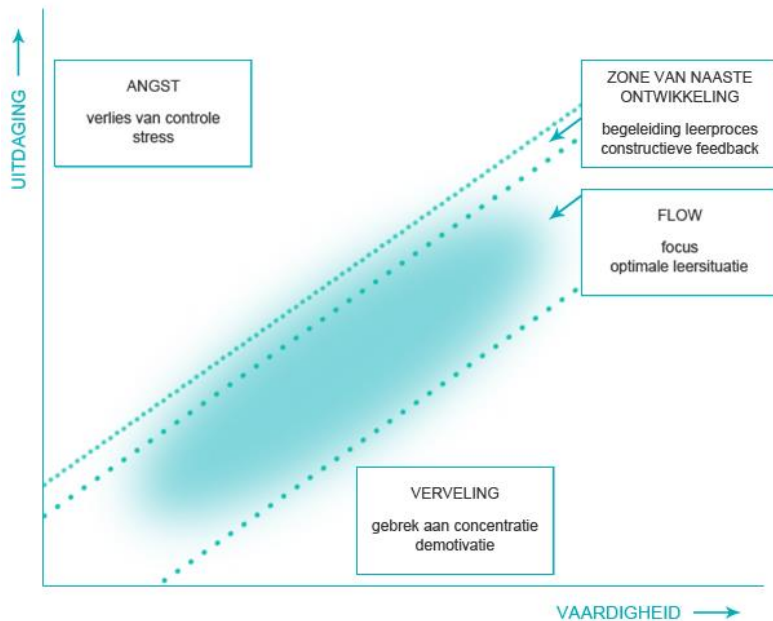 UITDAGING
ANGST
verlies van controle
stress
ZONE VAN NAASTE
ONTWIKKELING
begeleiding leerproces
constructieve feedback
FLOW
focus
optimale leersituatie
VERVELING
gebrek aan concentratie
demotivatie
VAARDIGHEID